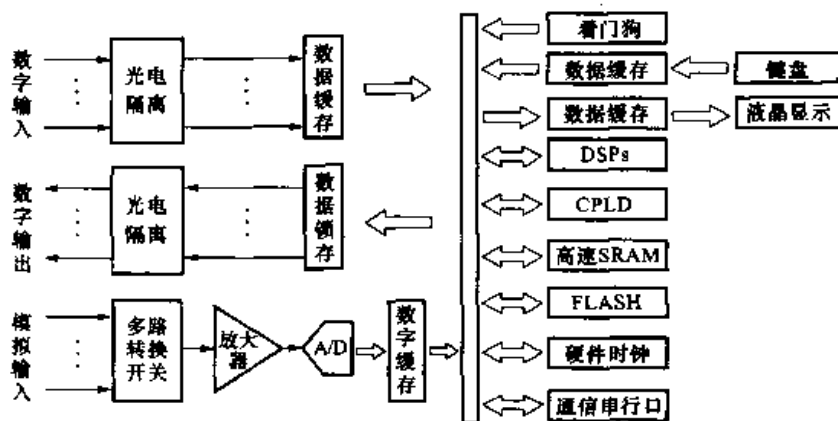 数字输入
光电
隔离
数据缓存
数字输出
光电
隔离
数据锁存
模拟输入
多路
转换
开关
放大
器
A/D
数字缓存
看门狗
数据缓存
键盘
数据缓存
液晶显示
DSPs
CPLD
高速SRAM
FLASH
硬件时钟
通信串行口